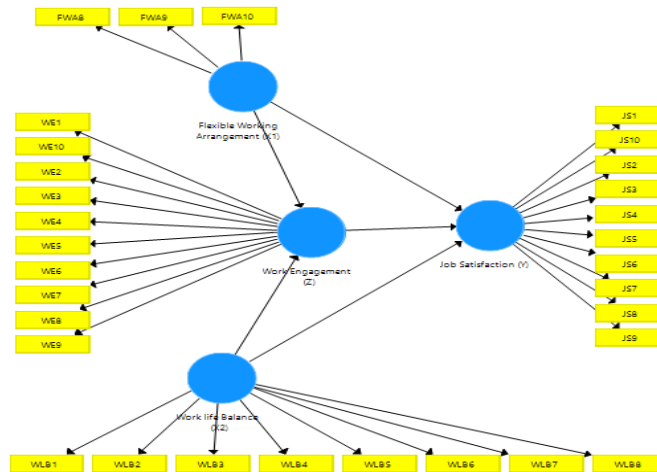 FWA8
FWA9
FWA10
Flexible Working
Arrangement (X1)
WE1
WE10
WE2
WE3
WE4
WE5
WE6
WE7
WE8
WE9
Work Engagement
(Z)
Job Satisfaction (Y)
JS1
JS10
JS2
JS3
JS4
JS5
JS6
JS7
JS8
JS9
Work life Balance
(X2)
WLB1
WLB2
WLB3
WLB4
WLB5
WLB6
WLB7
WLB8